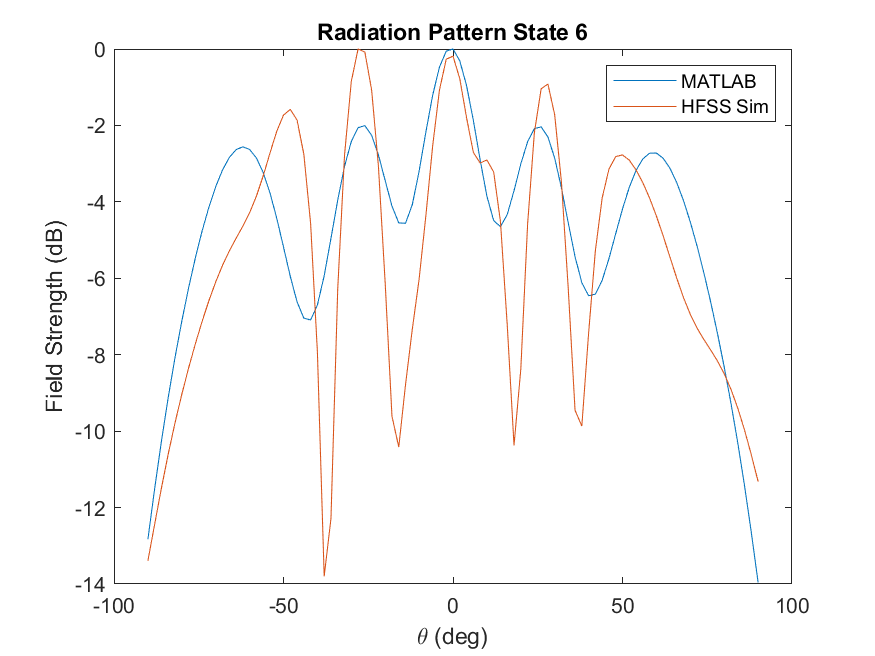 Radiation Pattern State 6
MATLAB
HFSS Sim
Field Strength (dB)
0
-2
-4
-6
-8
-10
-12
-14
-100
-50
0
50
100
θ (deg)